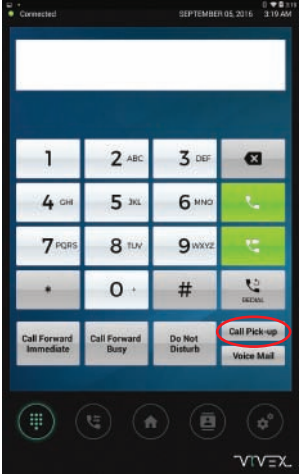 3:19
Connected SEPTEMBER 05, 2016 3:19 AM
1 2 ABC 3 DEF
4 GHI 5 JKL 6 MNO
7 PQRS 8 TUV 9 WXYZ
* 0 + # REDIAL
Call Forward Immediate
Call Forward Busy
Do Not Disturb
Call Pick-up
Voice Mail
VIVEX